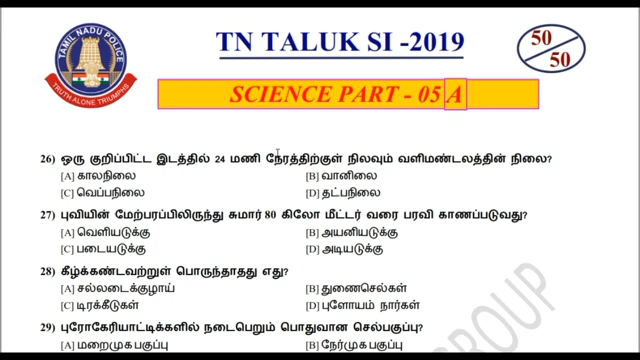 TAMIL NADU POLICE
TRUTH ALONE TRIUMPHS
TN TALUK SI -2019
50
50
SCIENCE PART - 05 A
26) ஒரு குறிப்பிட்ட இடத்தில் 24 மணி நேரத்திற்குள் நிலவும் வளிமண்டலத்தின் நிலை?
[A] காலநிலை [B] வானிலை
[C] வெப்பநிலை [D] தட்பநிலை
27) புவியின் மேற்பரப்பிலிருந்து சுமார் 80 கிலோ மீட்டர் வரை பரவி காணப்படுவது?
[A] வெளியடுக்கு [B] அயனியடுக்கு
[C] படையடுக்கு [D] அடியடுக்கு
28) கீழ்க்கண்டவற்றுள் பொருந்தாதது எது?
[A] சல்லடைக்குழாய் [B] துணைசெல்கள்
[C] டிரக்கீடுகள் [D] புளோயம் நார்கள்
29) புரோகேரியாட்டிக்களில் நடைபெறும் பொதுவான செல்பகுப்பு?
[A] மறைமுக பகுப்பு [B] நேர்முக பகுப்பு
GROUP